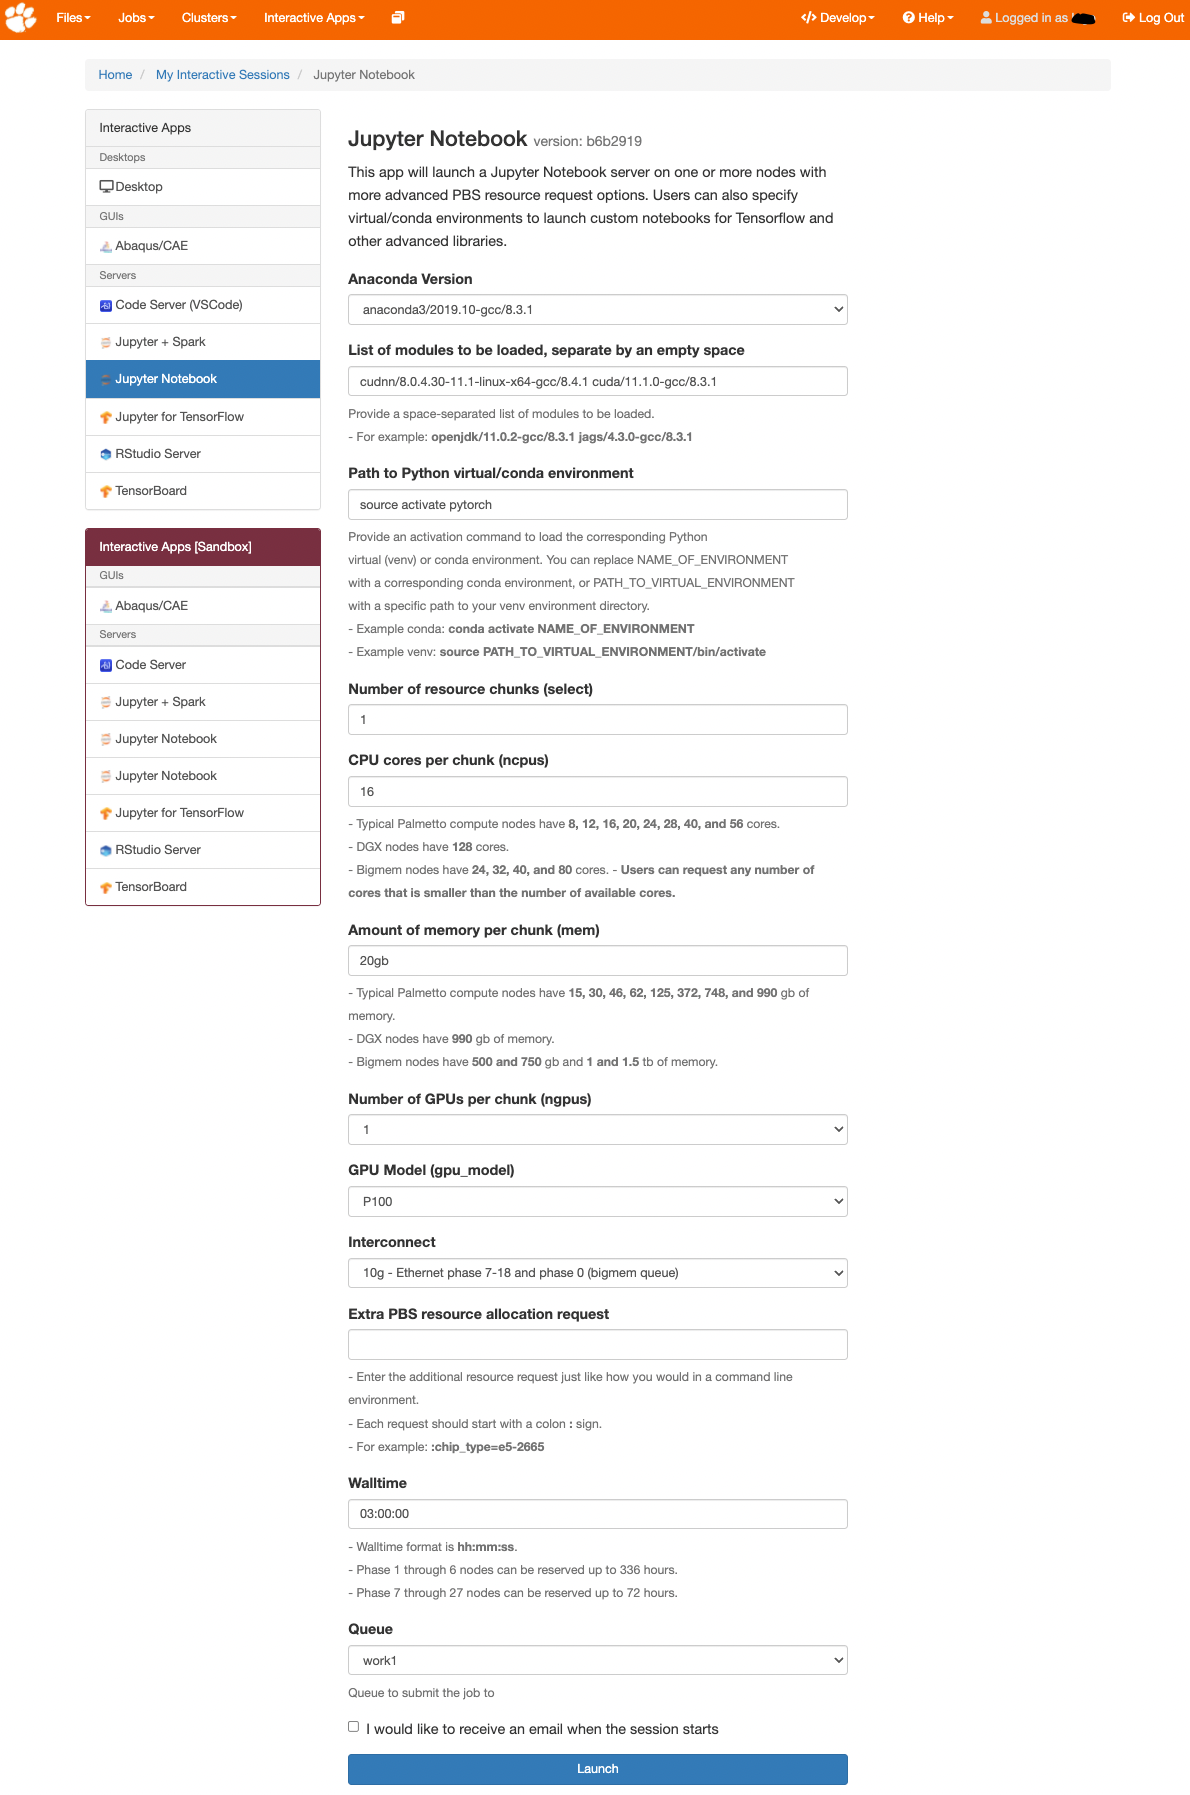 Files Jobs Clusters Interactive Apps Develop Help Logged in as Log Out
Home / My Interactive Sessions / Jupyter Notebook
Interactive Apps
Desktops
Desktop
GUIs
Abaqus/CAE
Servers
Code Server (VSCode)
Jupyter + Spark
Jupyter Notebook
Jupyter for TensorFlow
RStudio Server
TensorBoard
Interactive Apps [Sandbox]
GUIs
Abaqus/CAE
Servers
Code Server
Jupyter + Spark
Jupyter Notebook
Jupyter Notebook
Jupyter for TensorFlow
RStudio Server
TensorBoard
Jupyter Notebook version: b6b2919
This app will launch a Jupyter Notebook server on one or more nodes with
more advanced PBS resource request options. Users can also specify
virtual/conda environments to launch custom notebooks for Tensorflow and
other advanced libraries.
Anaconda Version
anaconda3/2019.10-gcc/8.3.1
List of modules to be loaded, separate by an empty space
cudnn/8.0.4.30-11.1-linux-x64-gcc/8.4.1 cuda/11.1.0-gcc/8.3.1
Provide a space-separated list of modules to be loaded.
- For example: openjdk/11.0.2-gcc/8.3.1 jags/4.3.0-gcc/8.3.1
Path to Python virtual/conda environment
source activate pytorch
Provide an activation command to load the corresponding Python
virtual (venv) or conda environment. You can replace NAME_OF_ENVIRONMENT
with a corresponding conda environment, or PATH_TO_VIRTUAL_ENVIRONMENT
with a specific path to your venv environment directory.
- Example conda: conda activate NAME_OF_ENVIRONMENT
- Example venv: source PATH_TO_VIRTUAL_ENVIRONMENT/bin/activate
Number of resource chunks (select)
1
CPU cores per chunk (ncpus)
16
- Typical Palmetto compute nodes have 8, 12, 16, 20, 24, 28, 40, and 56 cores.
- DGX nodes have 128 cores.
- Bigmem nodes have 24, 32, 40, and 80 cores. - Users can request any number of
cores that is smaller than the number of available cores.
Amount of memory per chunk (mem)
20gb
- Typical Palmetto compute nodes have 15, 30, 46, 62, 125, 372, 748, and 990 gb of
memory.
- DGX nodes have 990 gb of memory.
- Bigmem nodes have 500 and 750 gb and 1 and 1.5 tb of memory.
Number of GPUs per chunk (ngpus)
1
GPU Model (gpu_model)
P100
Interconnect
10g - Ethernet phase 7-18 and phase 0 (bigmem queue)
Extra PBS resource allocation request
- Enter the additional resource request just like how you would in a command line
environment.
- Each request should start with a colon : sign.
- For example: :chip_type=e5-2665
Walltime
03:00:00
- Walltime format is hh:mm:ss.
- Phase 1 through 6 nodes can be reserved up to 336 hours.
- Phase 7 through 27 nodes can be reserved up to 72 hours.
Queue
work1
Queue to submit the job to
I would like to receive an email when the session starts
Launch